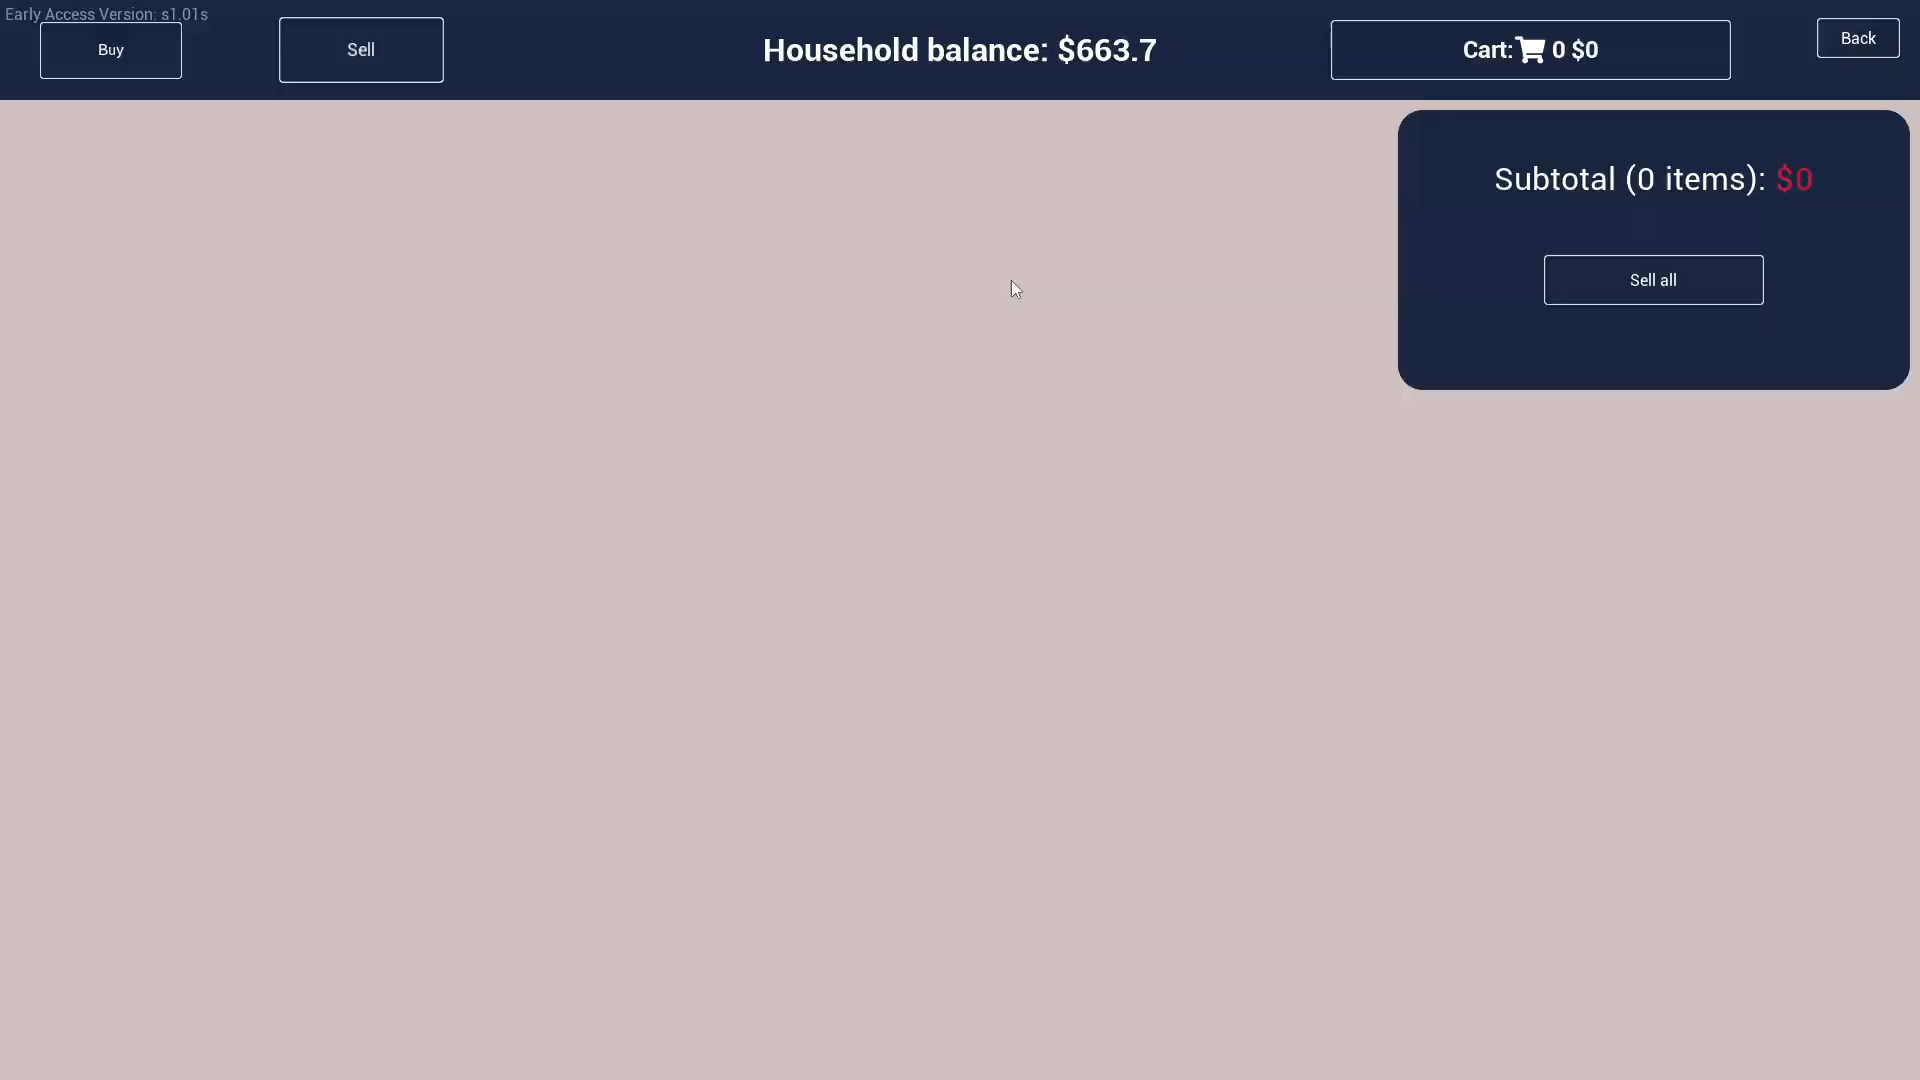 Early Access Version: s1.01s
Buy
Sell
Household balance: $663.7
Cart: 0 $0
Back
Subtotal (0 items): $0
Sell all